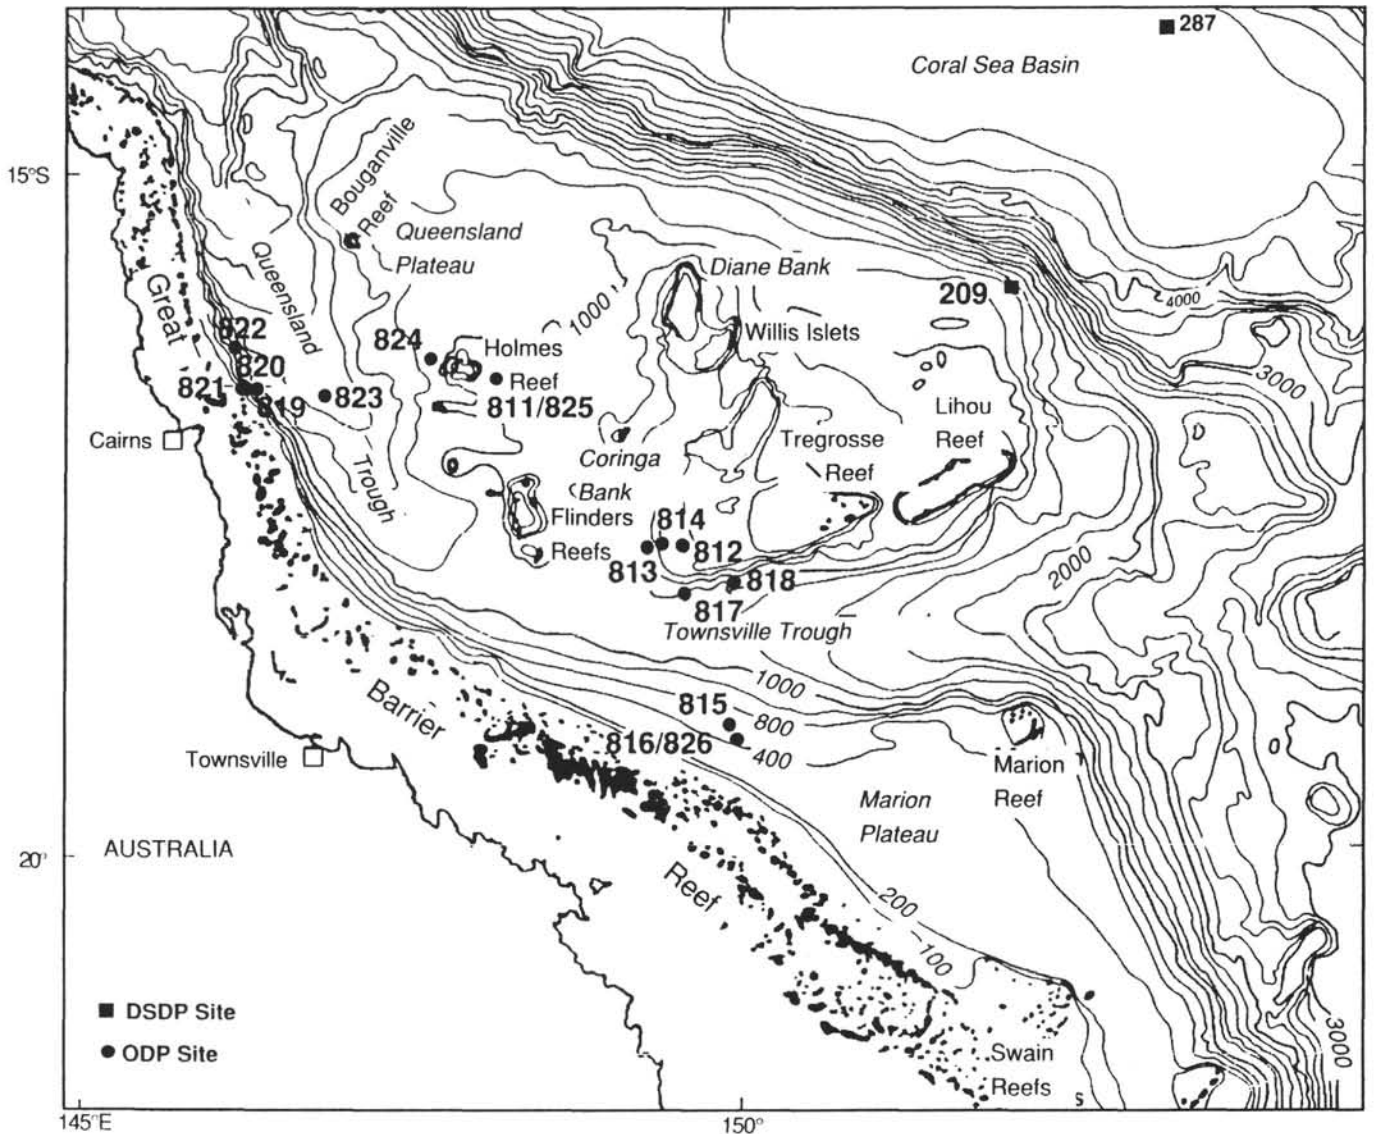 287
Coral Sea Basin
15°S
Bouganville
Reef
Queensland
Plateau
Diane Bank
209
4000
Great
Queensland
Trough
1000
Willis Islets
3000
822
824
Holmes
Reef
820
821
819
823
811/825
Lihou
Reef
Cairns
Tregrosse
Reef
Coringa
Bank
Flinders
Reefs
814
812
813
818
817
2000
Townsville Trough
1000
815
800
816/826
400
Barrier
Townsville
Marion
Reef
Marion
Plateau
20°
AUSTRALIA
Reef
200
100
DSDP Site
ODP Site
Swain
Reefs
s
3000
145°E
150°